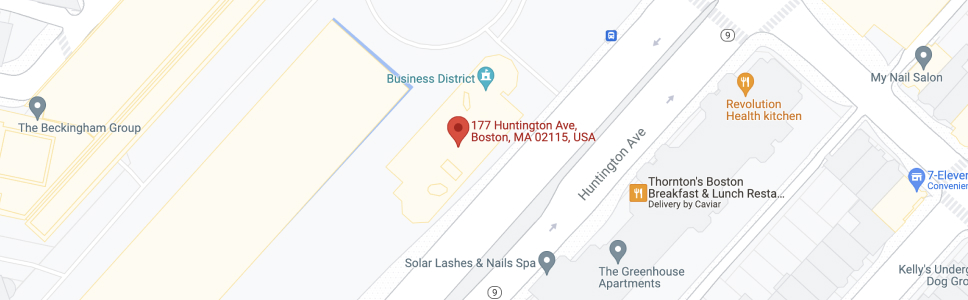 9
My Nail Salon
Business District
Revolution
Health kitchen
The Beckingham Group
177 Huntington Ave,
Boston, MA 02115, USA
Huntington Ave
7-Eleven
Convenien
Thornton's Boston
Breakfast & Lunch Resta...
Delivery by Caviar
Solar Lashes & Nails Spa
The Greenhouse
Apartments
Kelly's Underg
Dog Gro
9